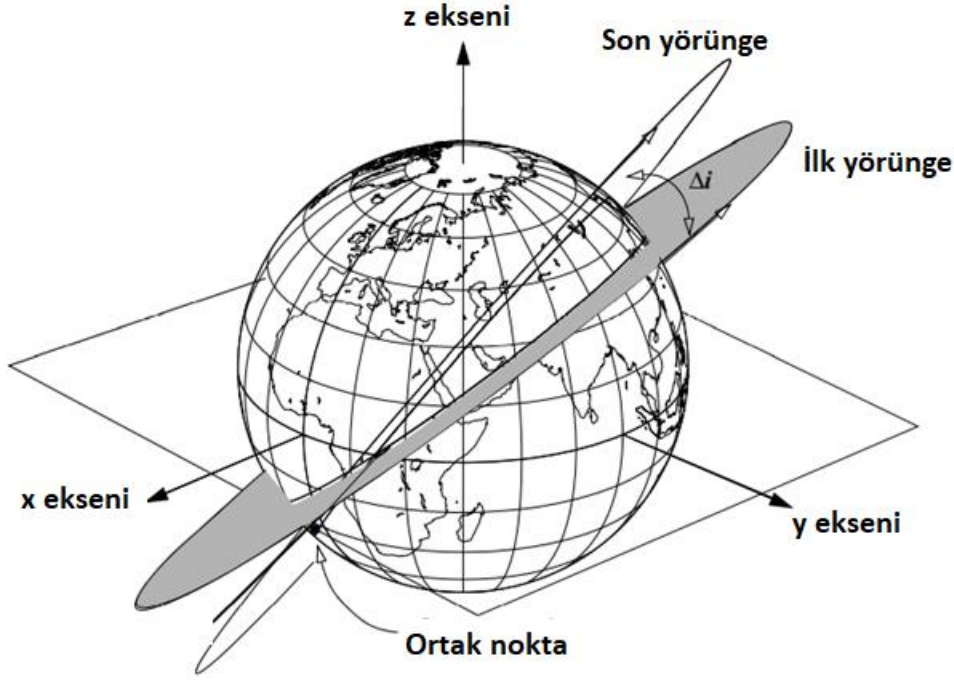 z ekseni
Son yörünge
İlk yörünge
Δi
x ekseni
y ekseni
Ortak nokta